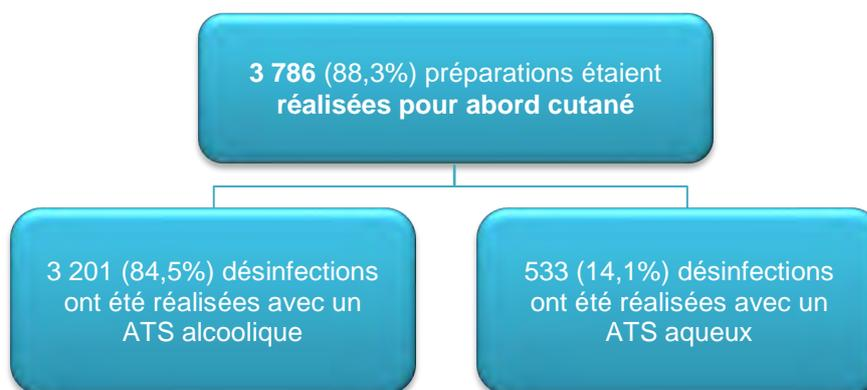 3 786 (88,3%) préparations étaient
réalisées pour abord cutané
3 201 (84,5%) désinfections
ont été réalisées avec un
ATS alcoolique
533 (14,1%) désinfections
ont été réalisées avec un
ATS aqueux